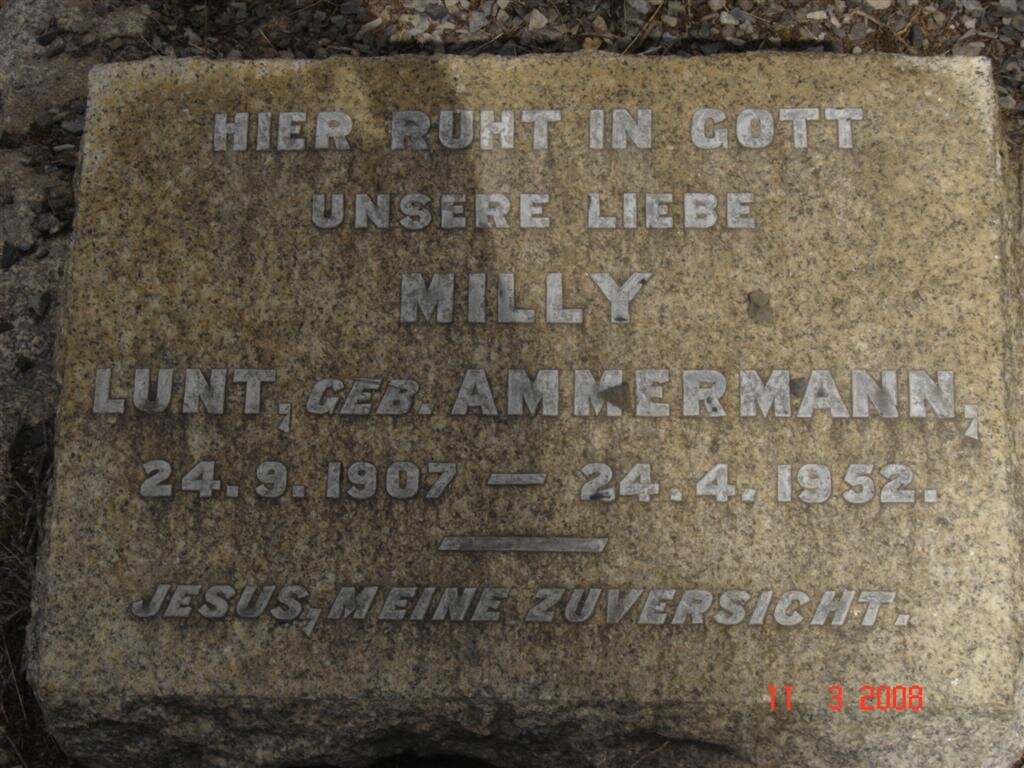 HIER RUHT IN GOTT
UNSERE LIEBE
MILLY
LUNT, GEB. AMMERMANN,
24.9.1907 — 24.4.1952.
JESUS, MEINE ZUVERSICHT.
11 3 2008